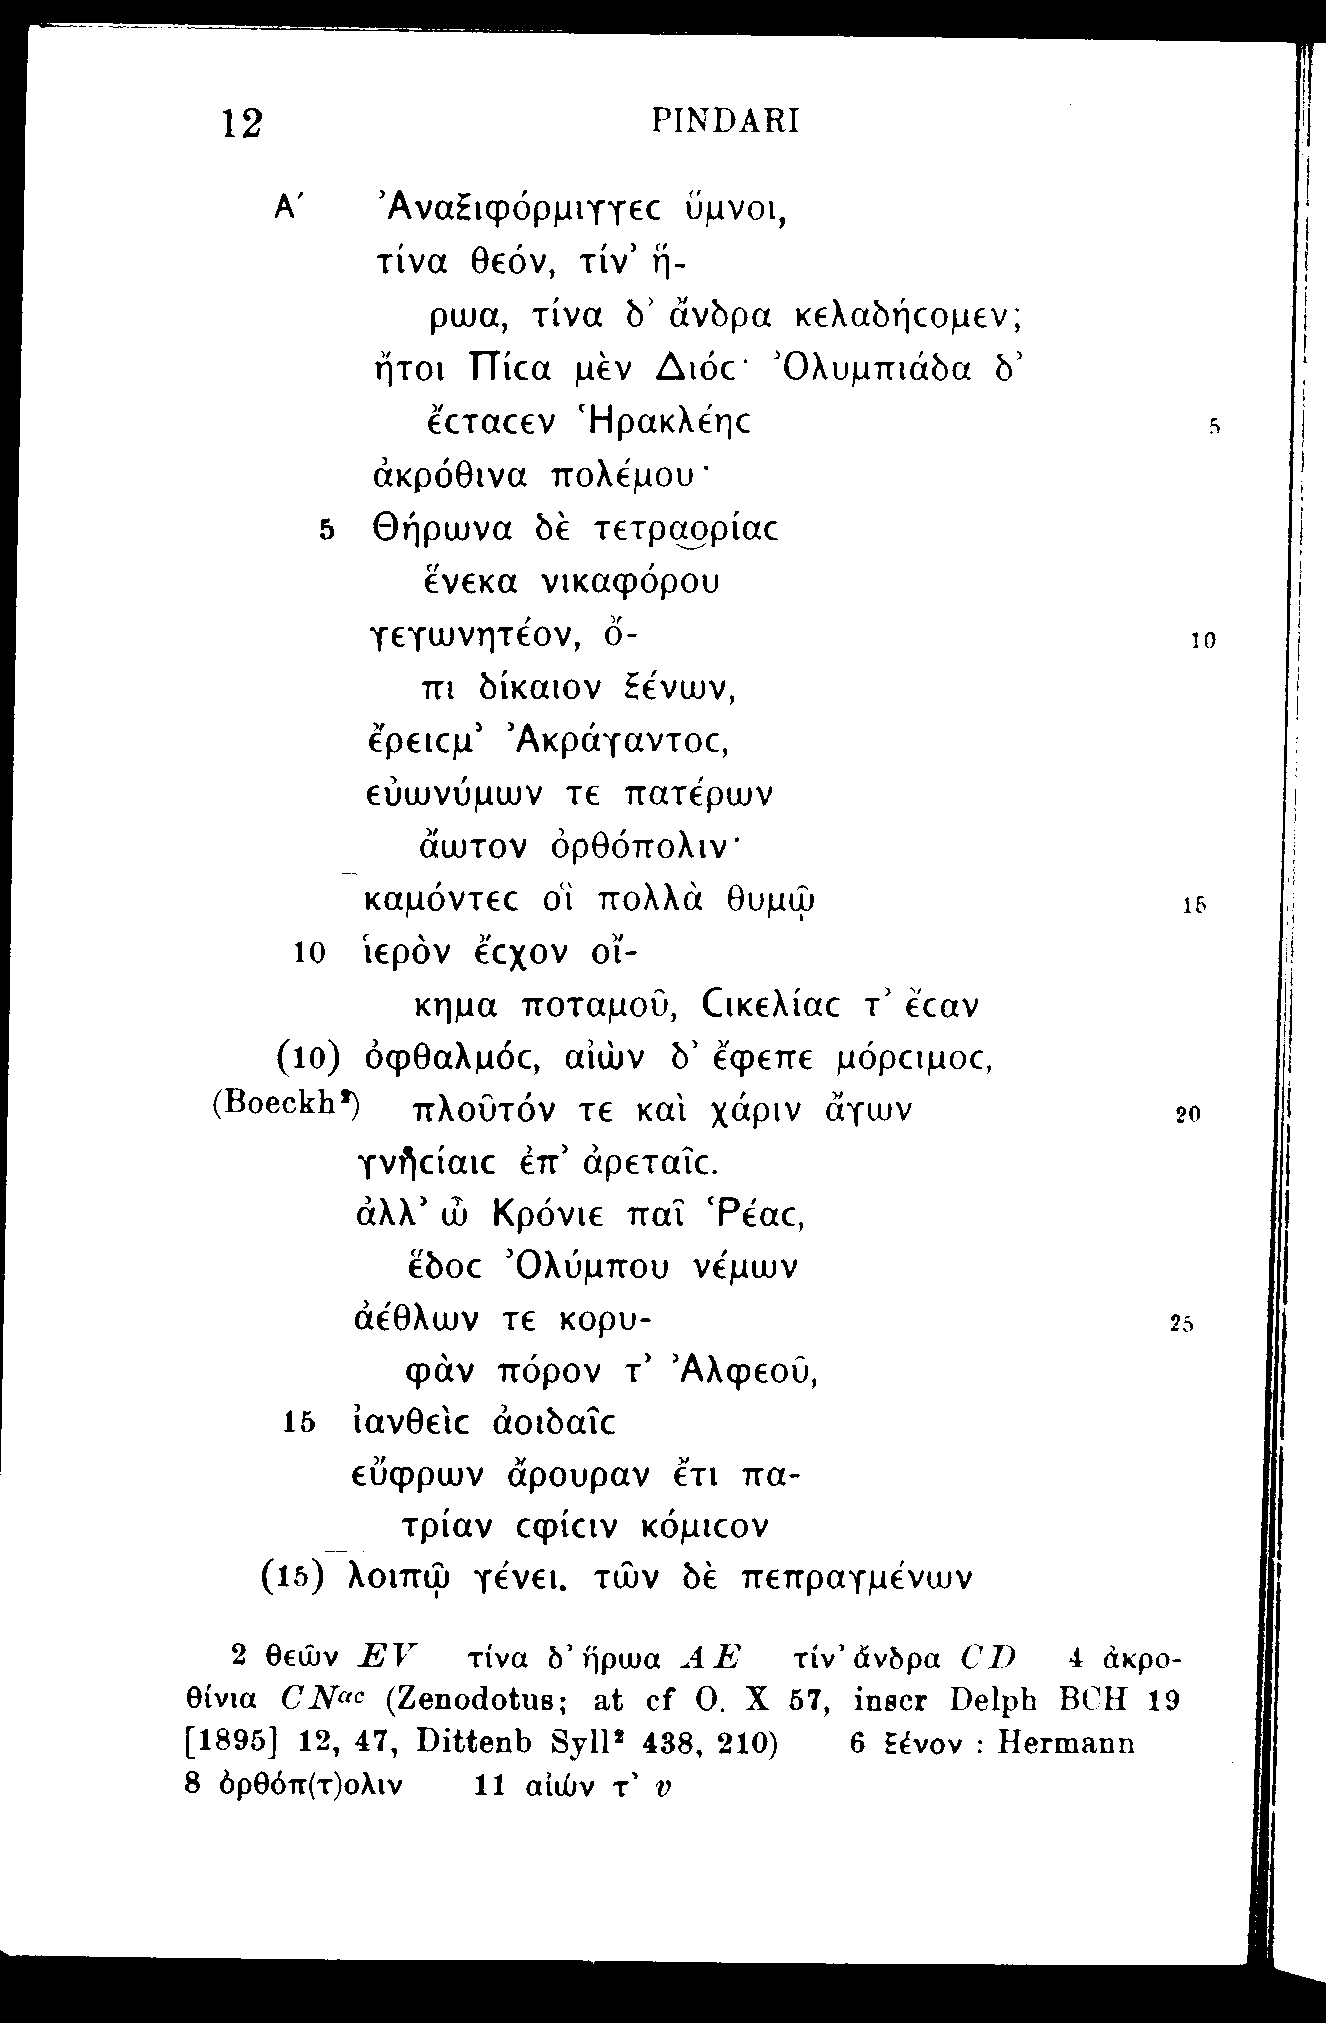 12 PINDARI
Α´ Ἀναξιφόρμιγγεϲ ὕμνοι,
τίνα θεόν, τίν’ ἥ-
ρωα, τίνα δ’ ἄνδρα κελαδήϲομεν;
ἤτοι Πίϲα μὲν Διόϲ· Ὀλυμπιάδα δ’
ἔϲταϲεν Ἡρακλέηϲ 5
ἀκρόθινα πολέμου·
5 Θήρωνα δὲ τετρα͜ορίαϲ
ἕνεκα νικαφόρου
γεγωνητέον, ὄ- 10
πι δίκαιον ξένων,
ἔρειϲμ’ Ἀκράγαντοϲ,
εὐωνύμων τε πατέρων
ἄωτον ὀρθόπολιν·
καμόντεϲ οἳ πολλὰ θυμῷ 15
10 ἱερὸν ἔϲχον οἴ-
κημα ποταμοῦ, Ϲικελίαϲ τ’ ἔϲαν
(10) ὀφθαλμόϲ, αἰὼν δ’ ἔφεπε μόρϲιμοϲ,
(Boeckh²) πλοῦτόν τε καὶ χάριν ἄγων 20
γνηϲίαιϲ ἐπ’ ἀρεταῖϲ.
ἀλλ’ ὦ Κρόνιε παῖ Ῥέαϲ,
ἕδοϲ Ὀλύμπου νέμων
ἀέθλων τε κορυ- 25
φὰν πόρον τ’ Ἀλφεοῦ,
15 ἰανθεὶϲ ἀοιδαῖϲ
εὔφρων ἄρουραν ἔτι πα-
τρίαν ϲφίϲιν κόμιϲον
(15) λοιπῷ γένει. τῶν δὲ πεπραγμένων
2 θεῶν EV τίνα δ’ ἥρωα AE τίν’ ἄνδρα CD 4 ἀκρο-
θίνια CNac (Zenodotus; at cf O. X 57, inscr Delph BCH 19
[1895] 12, 47, Dittenb Syll² 438, 210) 6 ξένον : Hermann
8 ὀρθόπ(τ)ολιν 11 αἰών τ’ v